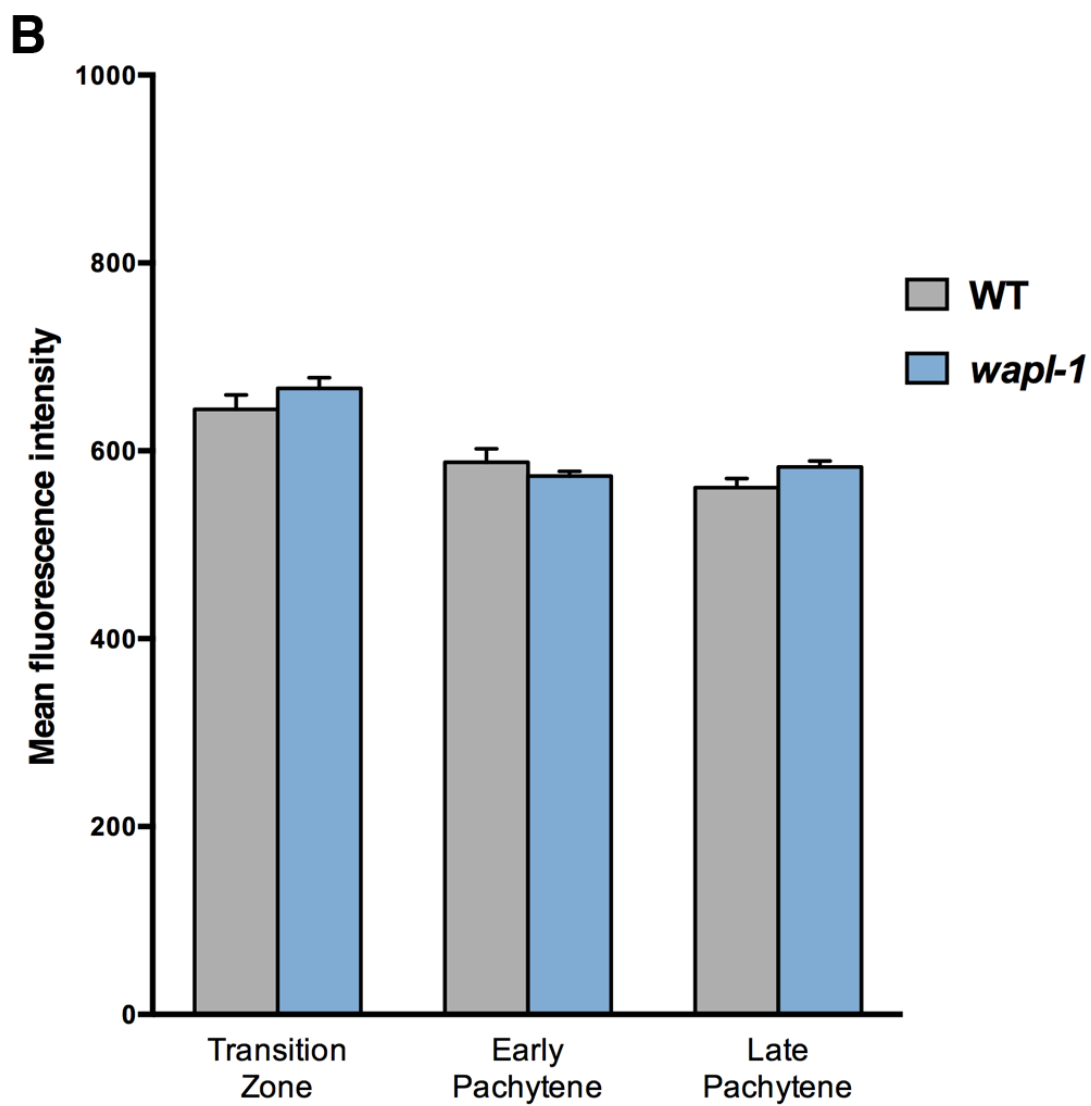 B
1000
800
600
400
200
0
Mean fluorescence intensity
WT
wapl-1
Transition
Zone
Early
Pachytene
Late
Pachytene